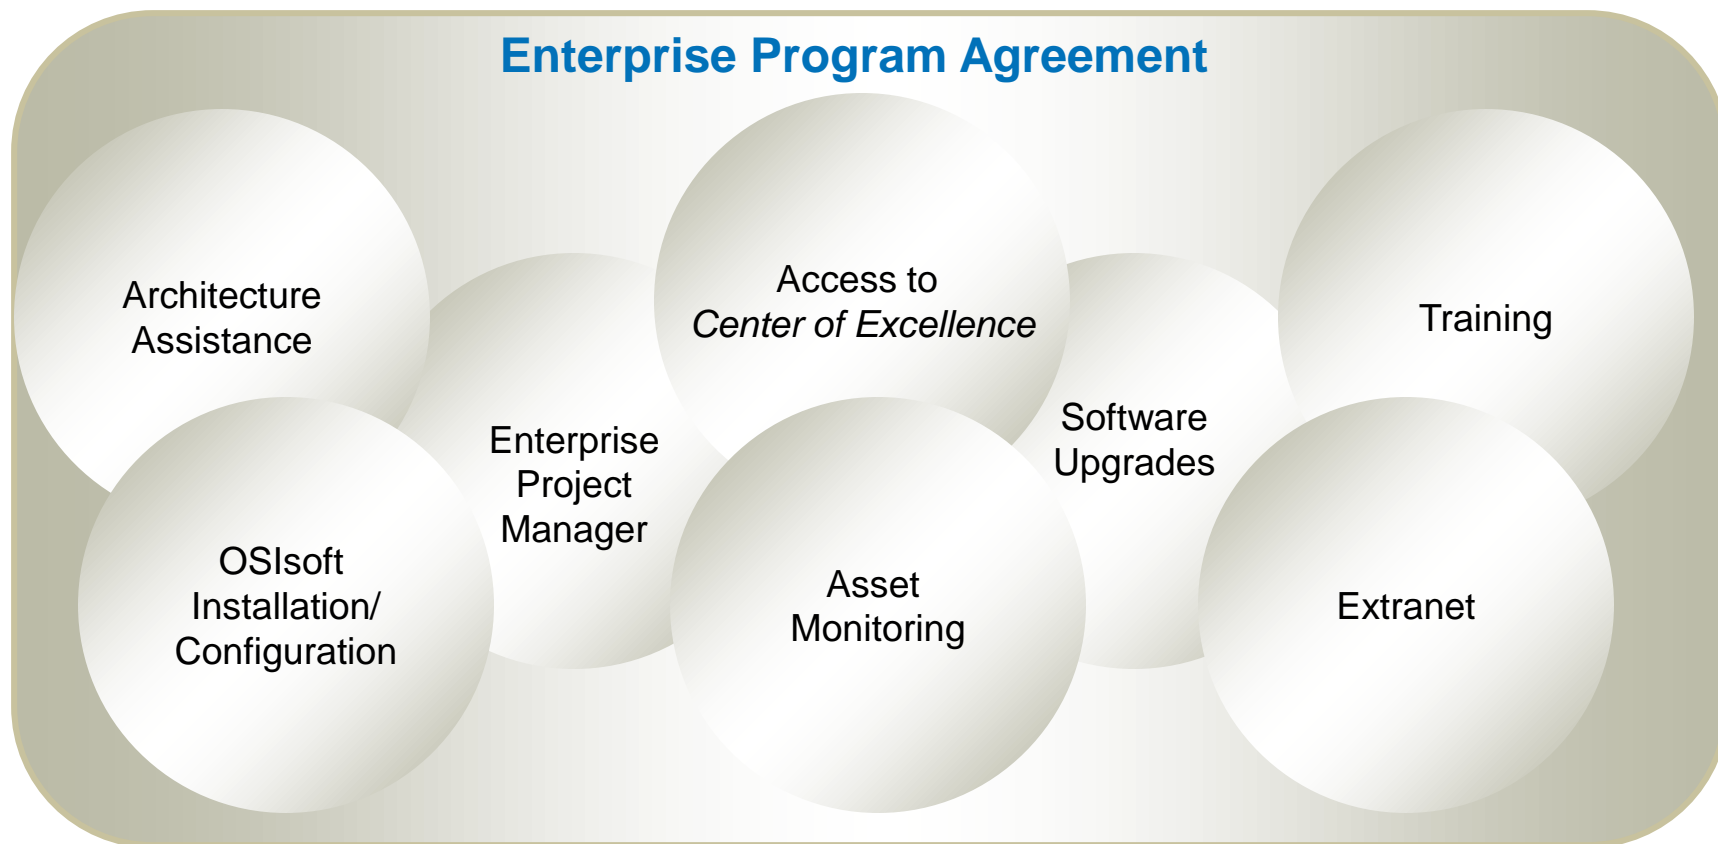 Enterprise Program Agreement
Architecture
Assistance
OSIsoft
Installation/
Configuration
Enterprise
Project
Manager
Access to
Center of Excellence
Asset
Monitoring
Software
Upgrades
Training
Extranet